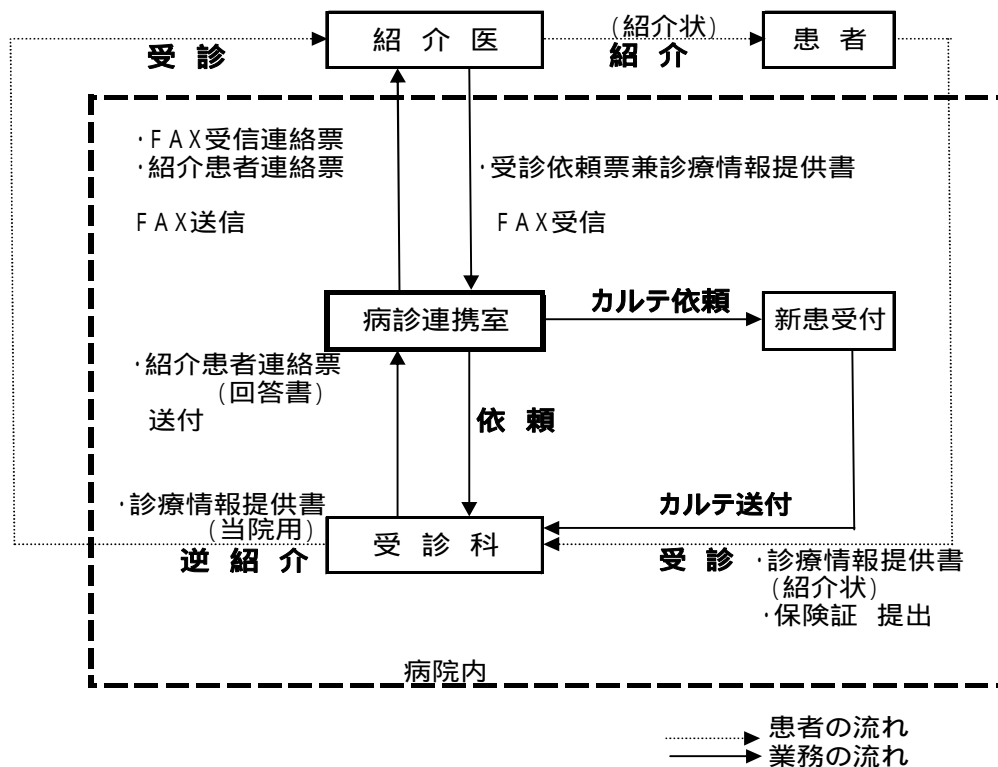 (紹介状)
紹介医
患者
受診
紹介
・FAX受信連絡票
・紹介患者連絡票
・受診依頼票兼診療情報提供書
FAX送信
FAX受信
カルテ依頼
病診連携室
新患受付
・紹介患者連絡票
(回答書)
送付
依頼
・診療情報提供書
(当院用)
カルテ送付
受診科
逆紹介
受診
・診療情報提供書
(紹介状)
・保険証 提出
病院内
患者の流れ
業務の流れ